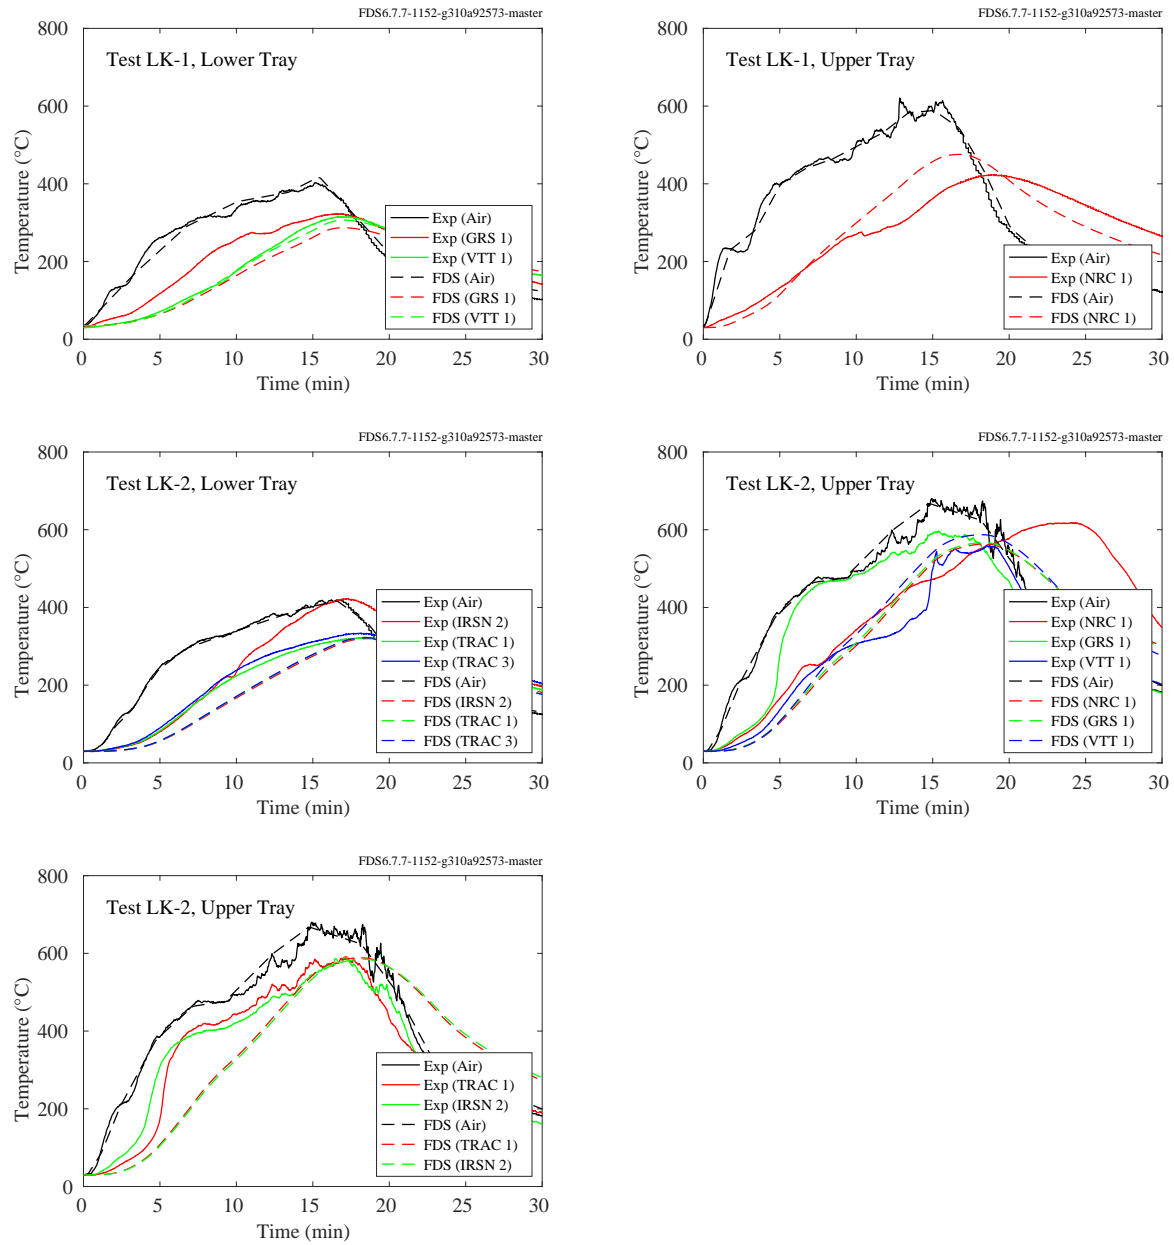 FDS6.7.7-1152-g310a92573-master
Test LK-1, Lower Tray
Temperature (°C)
800
600
400
200
0
Exp (Air)
Exp (GRS 1)
Exp (VTT 1)
FDS (Air)
FDS (GRS 1)
FDS (VTT 1)
0 5 10 15 20 25 30
Time (min)
FDS6.7.7-1152-g310a92573-master
Test LK-1, Upper Tray
Temperature (°C)
800
600
400
200
0
Exp (Air)
Exp (NRC 1)
FDS (Air)
FDS (NRC 1)
0 5 10 15 20 25 30
Time (min)
FDS6.7.7-1152-g310a92573-master
Test LK-2, Lower Tray
Temperature (°C)
800
600
400
200
0
Exp (Air)
Exp (IRSN 2)
Exp (TRAC 1)
Exp (TRAC 3)
FDS (Air)
FDS (IRSN 2)
FDS (TRAC 1)
FDS (TRAC 3)
0 5 10 15 20 25 30
Time (min)
FDS6.7.7-1152-g310a92573-master
Test LK-2, Upper Tray
Temperature (°C)
800
600
400
200
0
Exp (Air)
Exp (NRC 1)
Exp (GRS 1)
Exp (VTT 1)
FDS (Air)
FDS (NRC 1)
FDS (GRS 1)
FDS (VTT 1)
0 5 10 15 20 25 30
Time (min)
FDS6.7.7-1152-g310a92573-master
Test LK-2, Upper Tray
Temperature (°C)
800
600
400
200
0
Exp (Air)
Exp (TRAC 1)
Exp (IRSN 2)
FDS (Air)
FDS (TRAC 1)
FDS (IRSN 2)
0 5 10 15 20 25 30
Time (min)